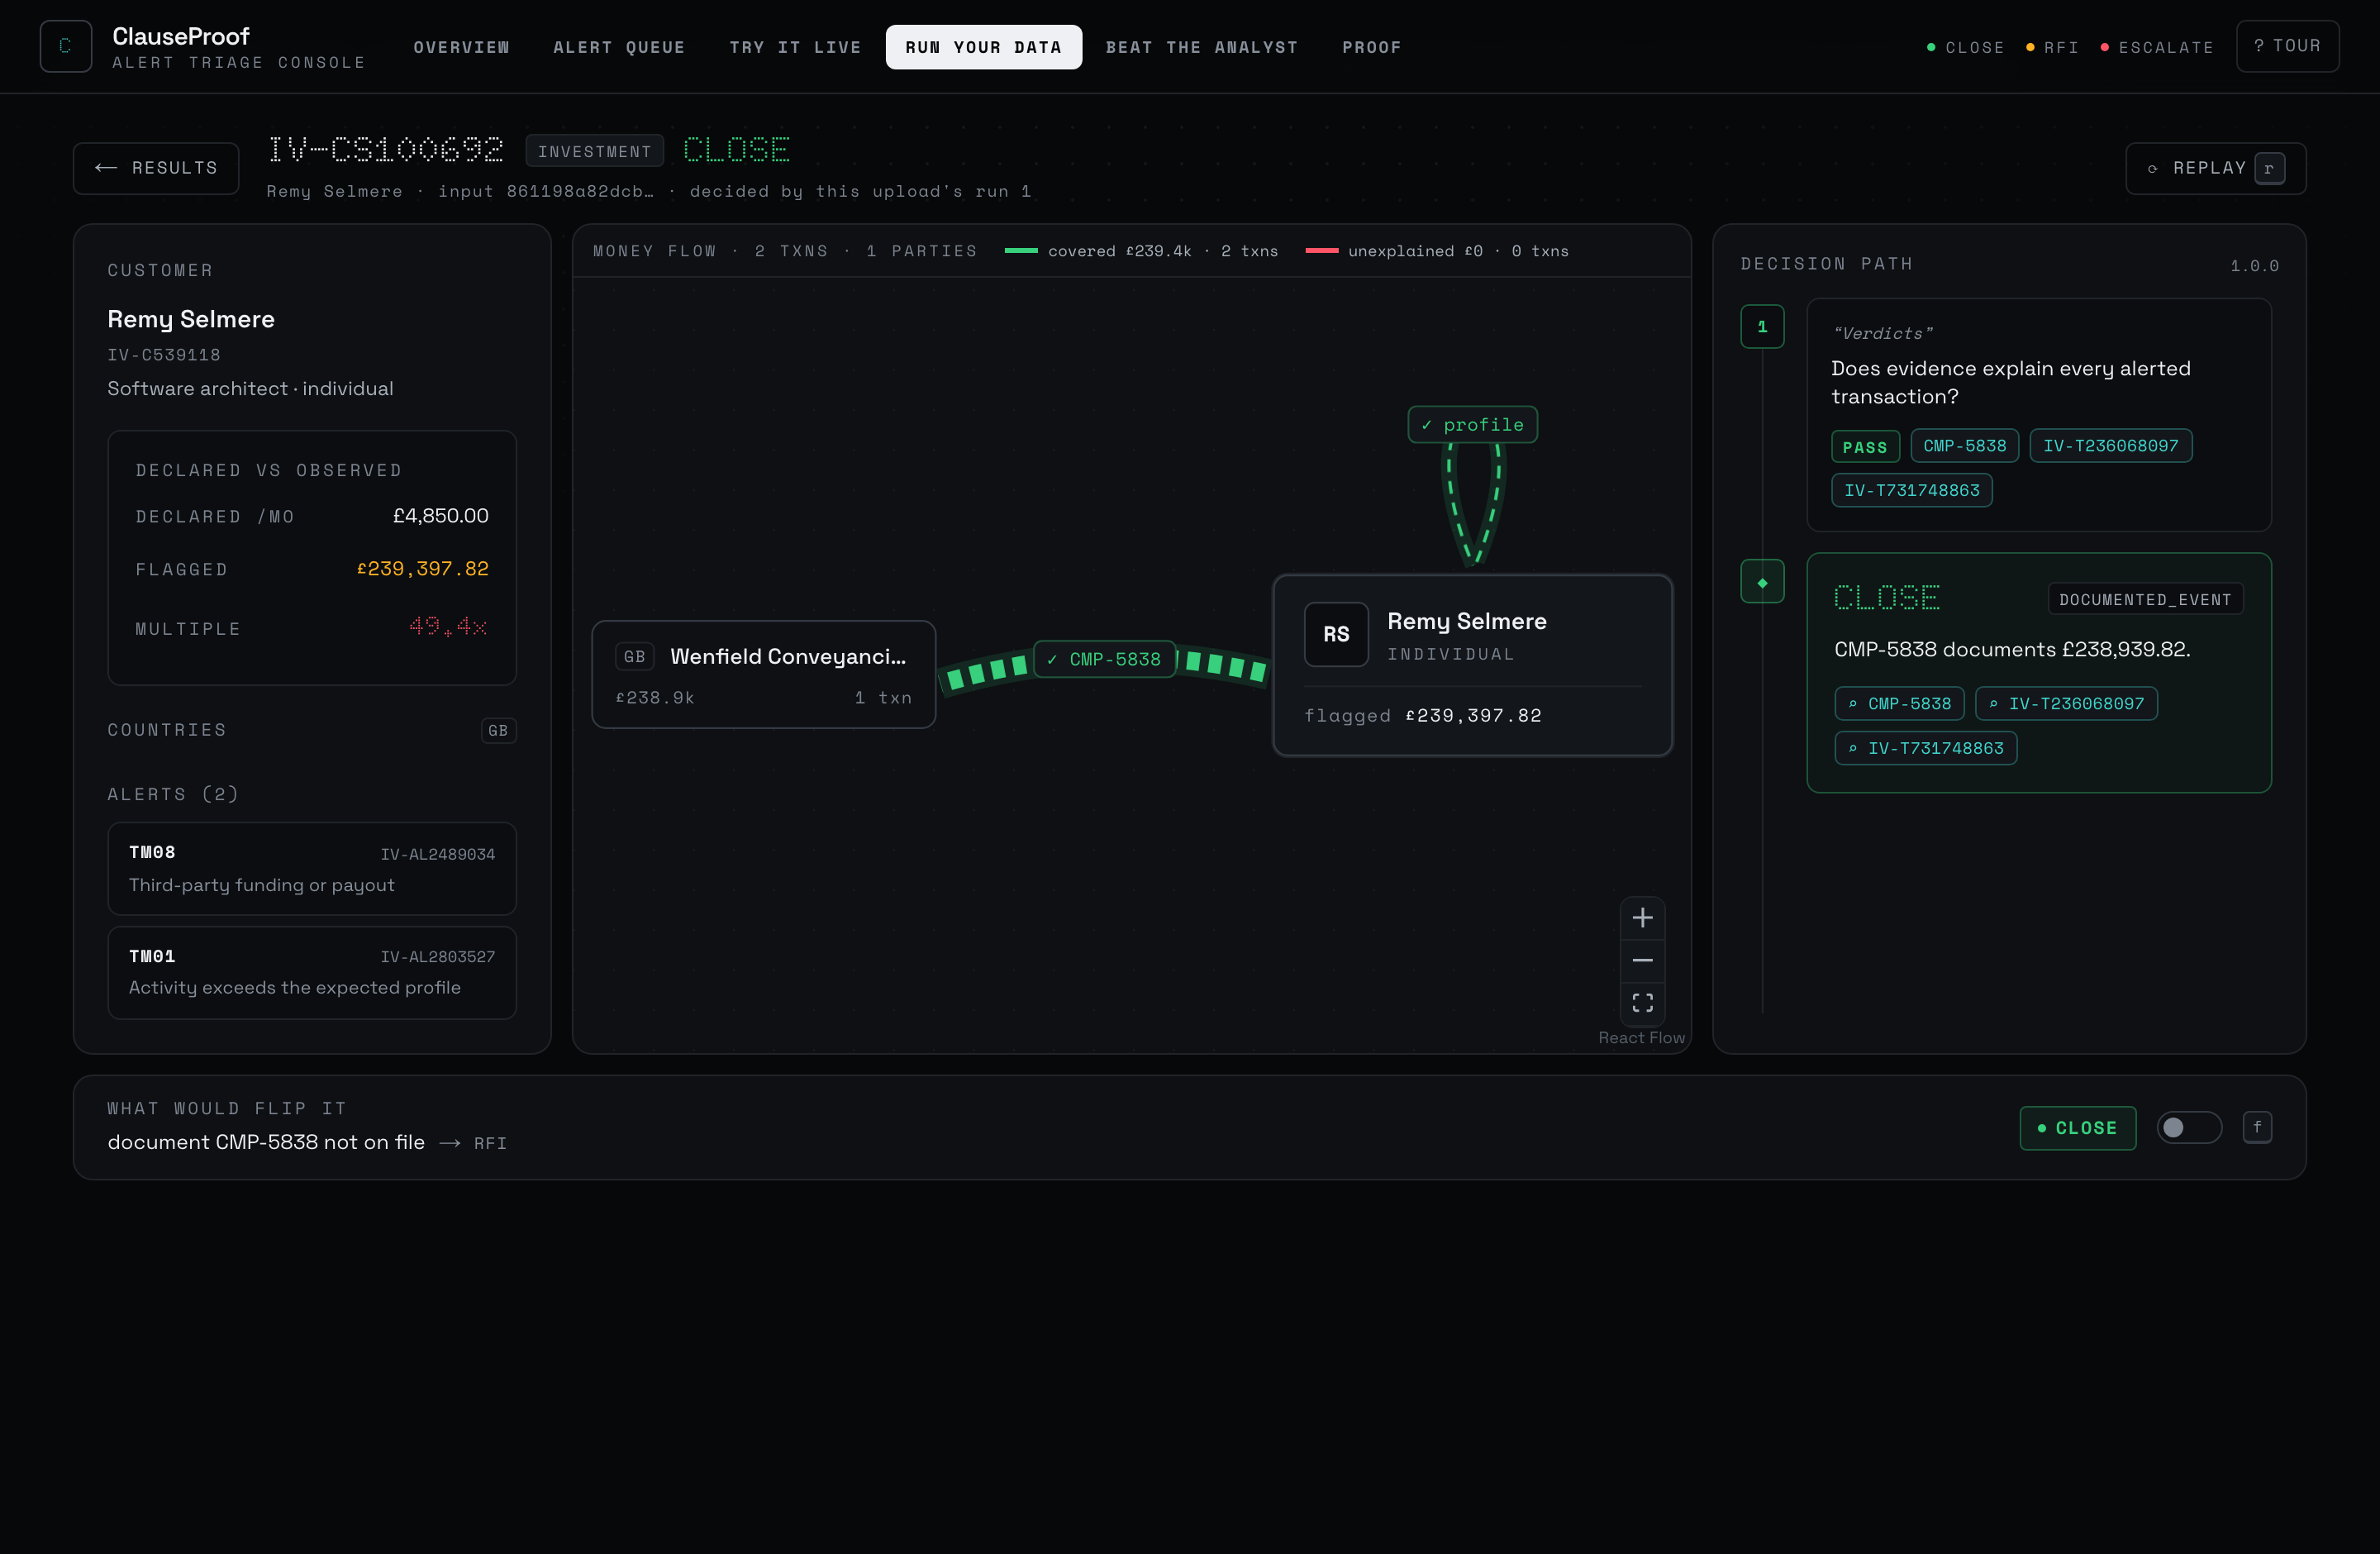 C
ClauseProof
ALERT TRIAGE CONSOLE
OVERVIEW
ALERT QUEUE
TRY IT LIVE
RUN YOUR DATA
BEAT THE ANALYST
PROOF
CLOSE
RFI
ESCALATE
? TOUR
← RESULTS
IV-CS100692
INVESTMENT
CLOSE
Remy Selmere · input 861198a82dcb… · decided by this upload's run 1
⟳ REPLAY r
CUSTOMER
Remy Selmere
IV-C539118
Software architect · individual
DECLARED VS OBSERVED
DECLARED /MO £4,850.00
FLAGGED £239,397.82
MULTIPLE 49.4×
COUNTRIES GB
ALERTS (2)
TM08 IV-AL2489034
Third-party funding or payout
TM01 IV-AL2803527
Activity exceeds the expected profile
MONEY FLOW · 2 TXNS · 1 PARTIES
covered £239.4k · 2 txns
unexplained £0 · 0 txns
✓ profile
GB Wenfield Conveyanci…
£238.9k 1 txn
✓ CMP-5838
RS
Remy Selmere
INDIVIDUAL
flagged £239,397.82
React Flow
DECISION PATH 1.0.0
1
“Verdicts”
Does evidence explain every alerted
transaction?
PASS CMP-5838 IV-T236068097
IV-T731748863
CLOSE DOCUMENTED_EVENT
CMP-5838 documents £238,939.82.
CMP-5838 IV-T236068097
IV-T731748863
WHAT WOULD FLIP IT
document CMP-5838 not on file → RFI
CLOSE
f